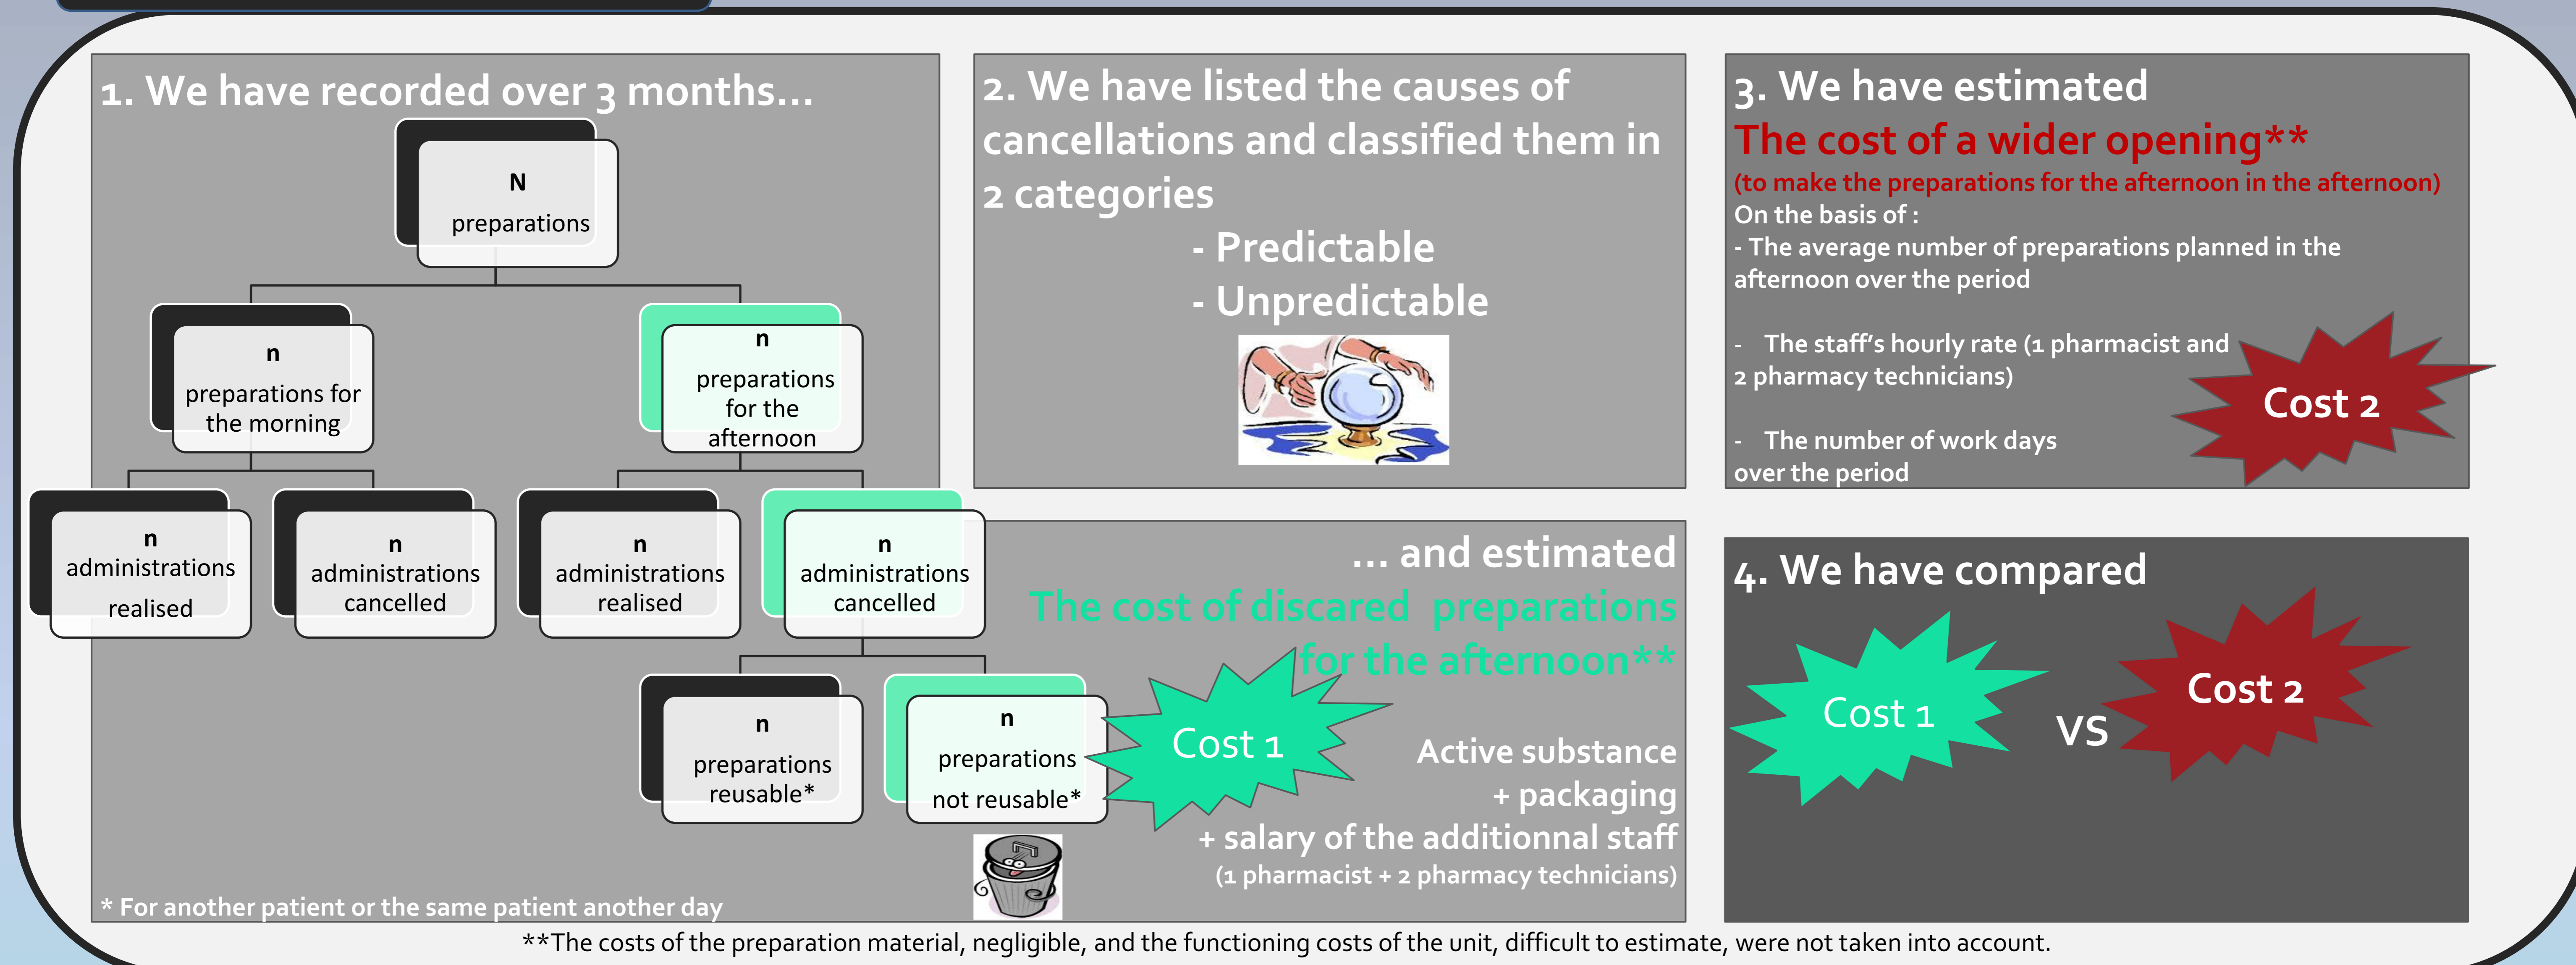 1. We have recorded over 3 months...
N
preparations
n
preparations for
the morning
n
preparations
for the
afternoon
n
administrations
realised
n
administrations
cancelled
n
administrations
realised
n
administrations
cancelled
n
preparations
reusable*
n
preparations
not reusable*
* For another patient or the same patient another day
... and estimated
The cost of discared preparations
for the afternoon**
Cost 1
Active substance
+ packaging
+ salary of the additionnal staff
(1 pharmacist + 2 pharmacy technicians)
2. We have listed the causes of
cancellations and classified them in
2 categories
- Predictable
- Unpredictable
3. We have estimated
The cost of a wider opening**
(to make the preparations for the afternoon in the afternoon)
On the basis of :
- The average number of preparations planned in the
afternoon over the period
- The staff's hourly rate (1 pharmacist and
2 pharmacy technicians)
- The number of work days
over the period
Cost 2
4. We have compared
Cost 1
VS
Cost 2
**The costs of the preparation material, negligible, and the functioning costs of the unit, difficult to estimate, were not taken into account.